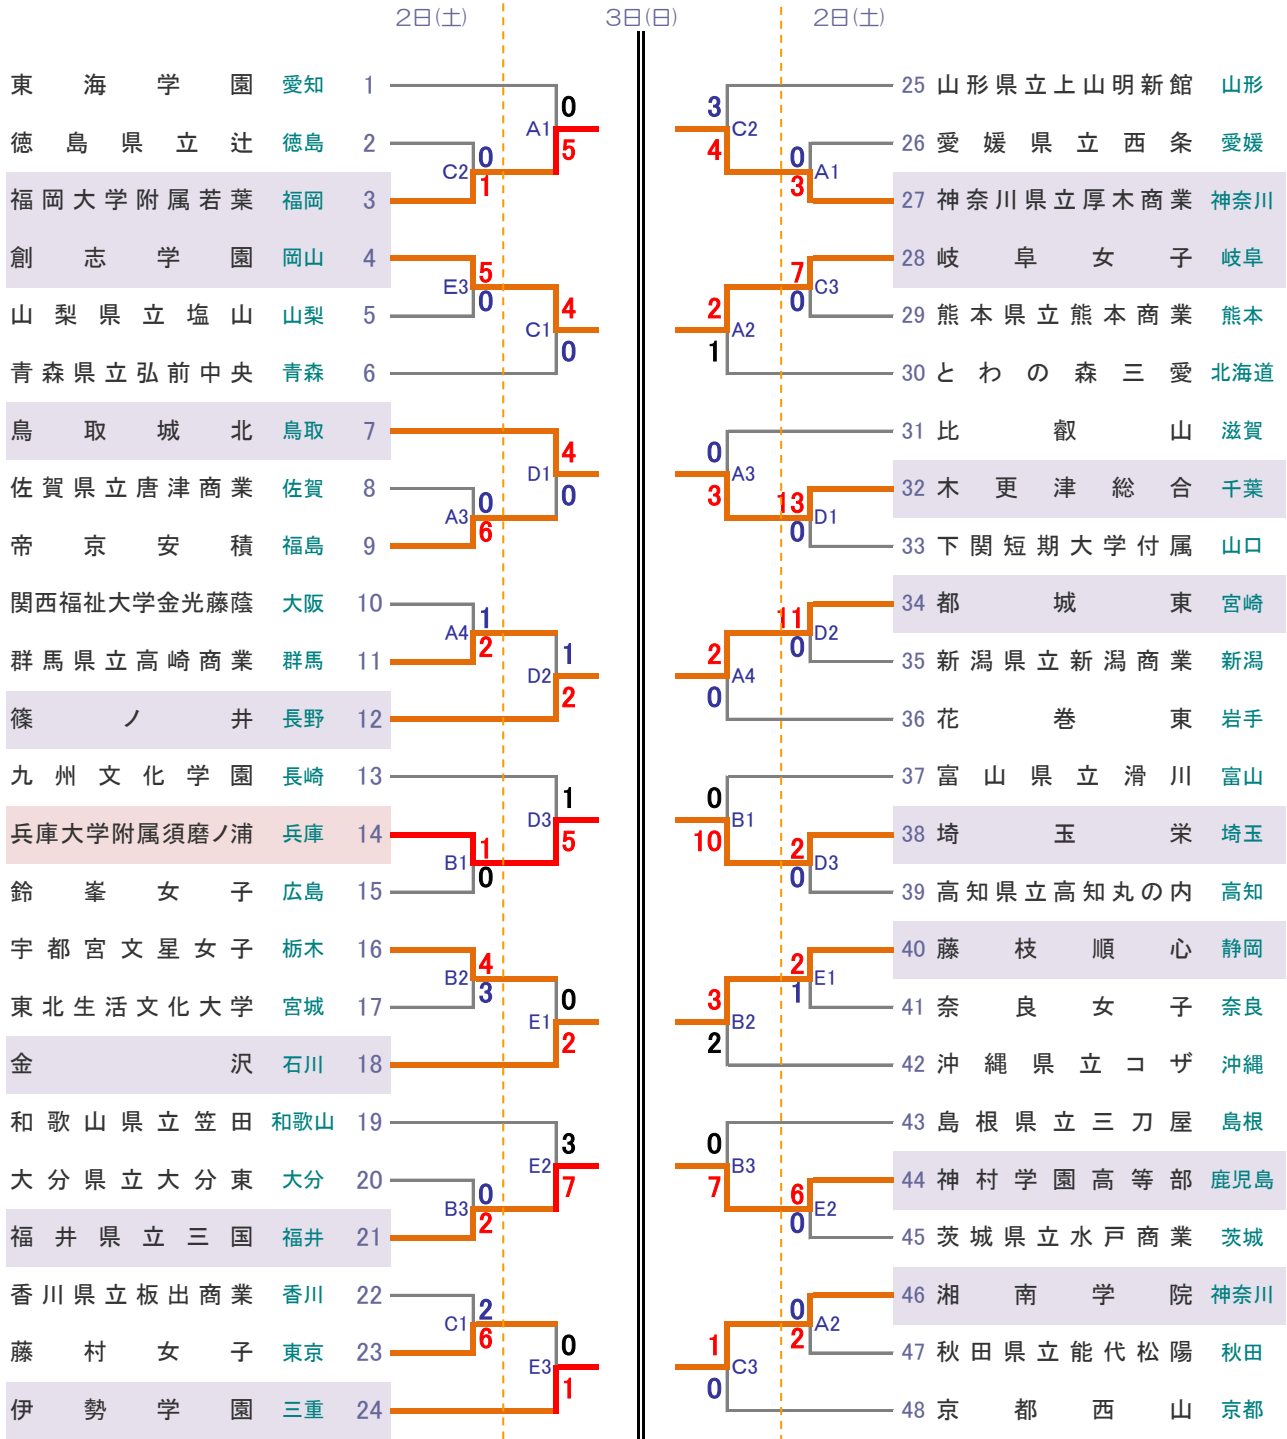 2日(土) 3日(日) 2日(土)
東海学園 愛知 1
徳島県立辻 徳島 2
福岡大学附属若葉 福岡 3
創志学園 岡山 4
山梨県立塩山 山梨 5
青森県立弘前中央 青森 6
鳥取城北 鳥取 7
佐賀県立唐津商業 佐賀 8
帝京安積 福島 9
関西福祉大学金光藤蔭 大阪 10
群馬県立高崎商業 群馬 11
篠ノ井 長野 12
九州文化学園 長崎 13
兵庫大学附属須磨ノ浦 兵庫 14
鈴峯女子 広島 15
宇都宮文星女子 栃木 16
東北生活文化大学 宮城 17
金沢 石川 18
和歌山県立笠田 和歌山 19
大分県立大分東 大分 20
福井県立三国 福井 21
香川県立板出商業 香川 22
藤村女子 東京 23
伊勢学園 三重 24
C2 0 1
E3 5 0
A3 0 6
A4 1 2
B1 1 0
B2 4 3
B3 0 2
C1 2 6
A1 0 5
C1 4 0
D1 4 0
D2 1 2
D3 1 5
E1 0 2
E2 3 7
E3 0 1
3 C2 4
2 A2 1
0 A3 3
2 A4 0
0 B1 10
3 B2 2
0 B3 7
1 C3 0
0 A1 3
7 C3 0
13 D1 0
11 D2 0
2 D3 0
2 E1 1
6 E2 0
0 A2 2
25 山形県立上山明新館 山形
26 愛媛県立西条 愛媛
27 神奈川県立厚木商業 神奈川
28 岐阜女子 岐阜
29 熊本県立熊本商業 熊本
30 とわの森三愛 北海道
31 比叡山 滋賀
32 木更津総合 千葉
33 下関短期大学付属 山口
34 都城東 宮崎
35 新潟県立新潟商業 新潟
36 花巻東 岩手
37 富山県立滑川 富山
38 埼玉栄 埼玉
39 高知県立高知丸の内 高知
40 藤枝順心 静岡
41 奈良女子 奈良
42 沖縄県立コザ 沖縄
43 島根県立三刀屋 島根
44 神村学園高等部 鹿児島
45 茨城県立水戸商業 茨城
46 湘南学院 神奈川
47 秋田県立能代松陽 秋田
48 京都西山 京都